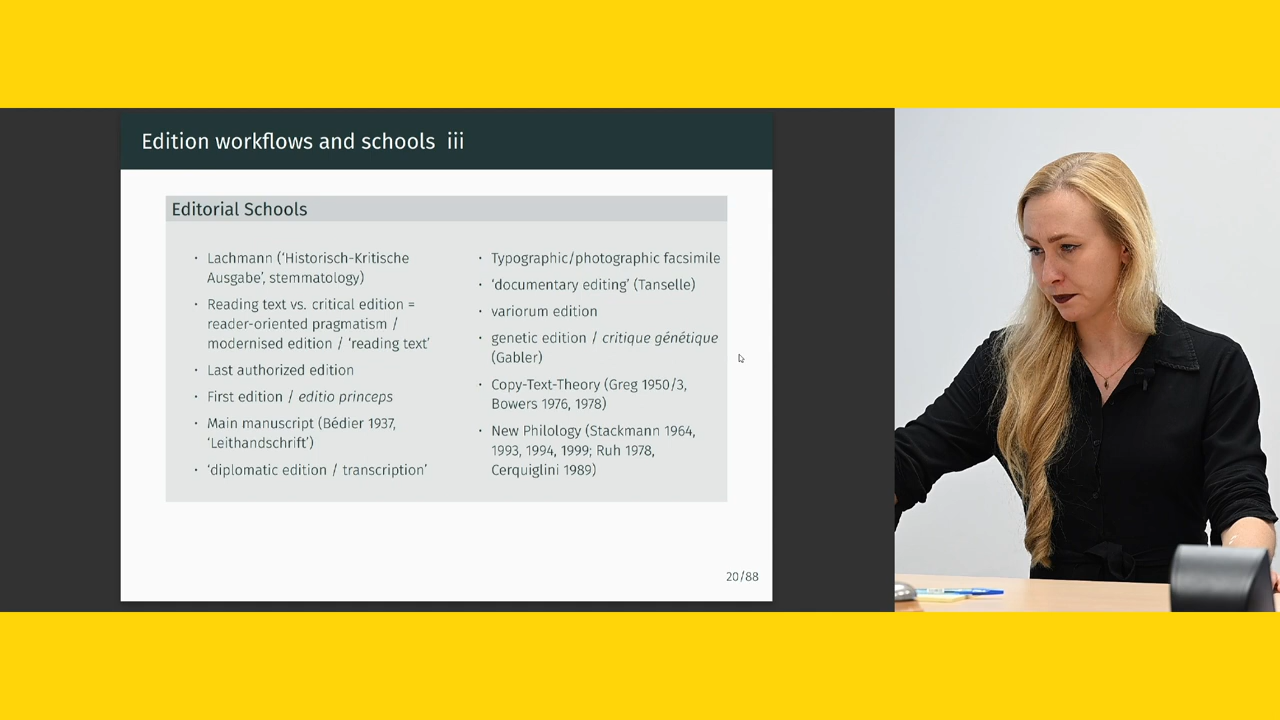 Edition workflows and schools iii
Editorial Schools
· Lachmann (‘Historisch-Kritische
Ausgabe’, stemmatology)
· Reading text vs. critical edition =
reader-oriented pragmatism /
modernised edition / ‘reading text’
· Last authorized edition
· First edition / editio princeps
· Main manuscript (Bédier 1937,
‘Leithandschrift’)
· ‘diplomatic edition / transcription’
· Typographic/photographic facsimile
· ‘documentary editing’ (Tanselle)
· variorum edition
· genetic edition / critique génétique
(Gabler)
· Copy-Text-Theory (Greg 1950/3,
Bowers 1976, 1978)
· New Philology (Stackmann 1964,
1993, 1994, 1999; Ruh 1978,
Cerquiglini 1989)
20/88